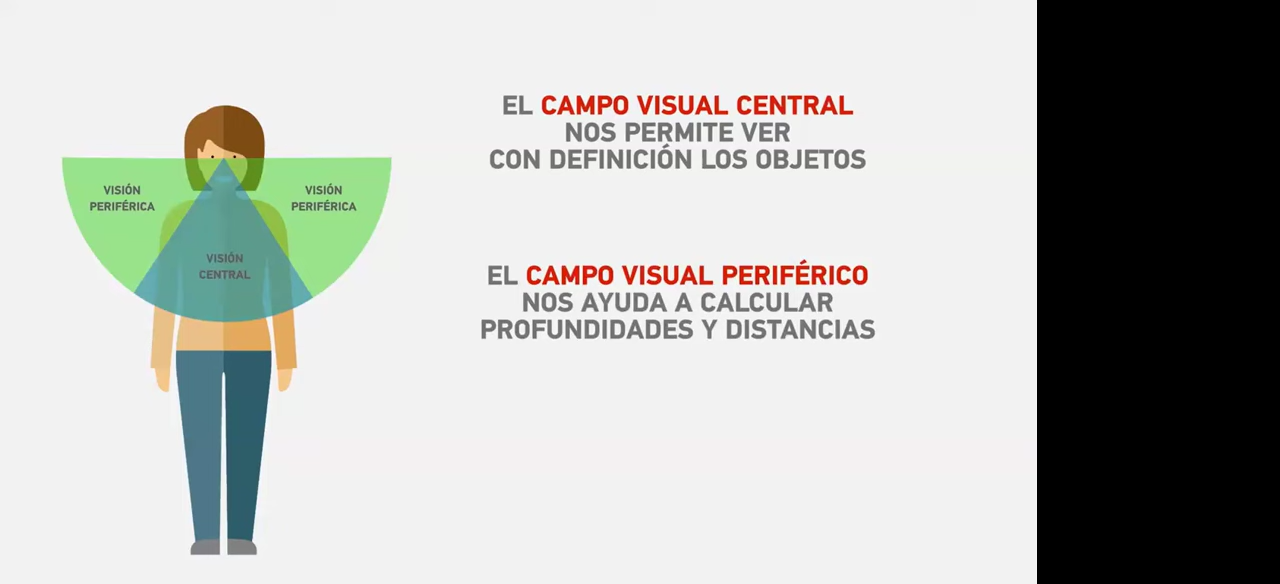 EL CAMPO VISUAL CENTRAL
NOS PERMITE VER
CON DEFINICIÓN LOS OBJETOS
VISIÓN
PERIFÉRICA
VISIÓN
PERIFÉRICA
VISIÓN
CENTRAL
EL CAMPO VISUAL PERIFÉRICO
NOS AYUDA A CALCULAR
PROFUNDIDADES Y DISTANCIAS